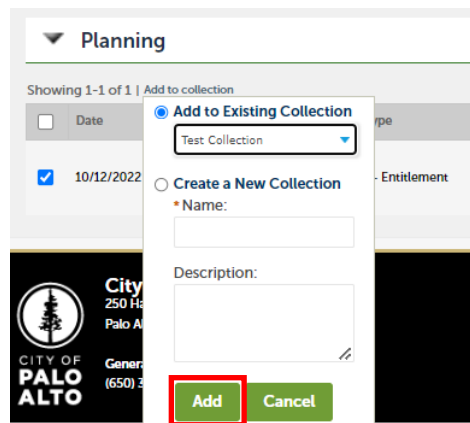 Planning
Showing 1-1 of 1 | Add to collection
Add to Existing Collection
Date
Test Collection
10/12/2022
- Entitlement
Create a New Collection
*Name:
Description:
City
250 Ha
Palo Al
CITY OF
PALO
ALTO
Genera
(650) 3
Add
Cancel